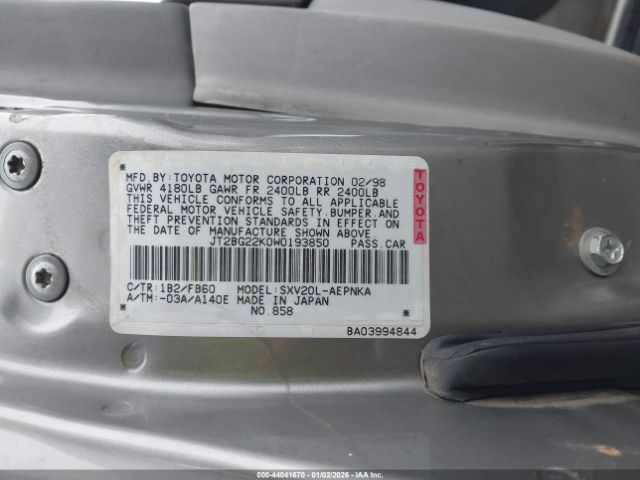 MFD.BY:TOYOTA MOTOR CORPORATION 02/98
GVWR 4180LB GAWR FR 2400LB RR 2400LB
THIS VEHICLE CONFORMS TO ALL APPLICABLE
FEDERAL MOTOR VEHICLE SAFETY,BUMPER,AND
THEFT PREVENTION STANDARDS IN EFFECT ON
THE DATE OF MANUFACTURE SHOWN ABOVE
JT2BG22K0W0193850 PASS.CAR
TOYOTA
C/TR:1B2/FB60 MODEL:SXV20L-AEPNKA
A/TM:-03A/A140E MADE IN JAPAN
NO.858
BA03994844
000-44041670 - 01/02/2026 - IAAI.COM